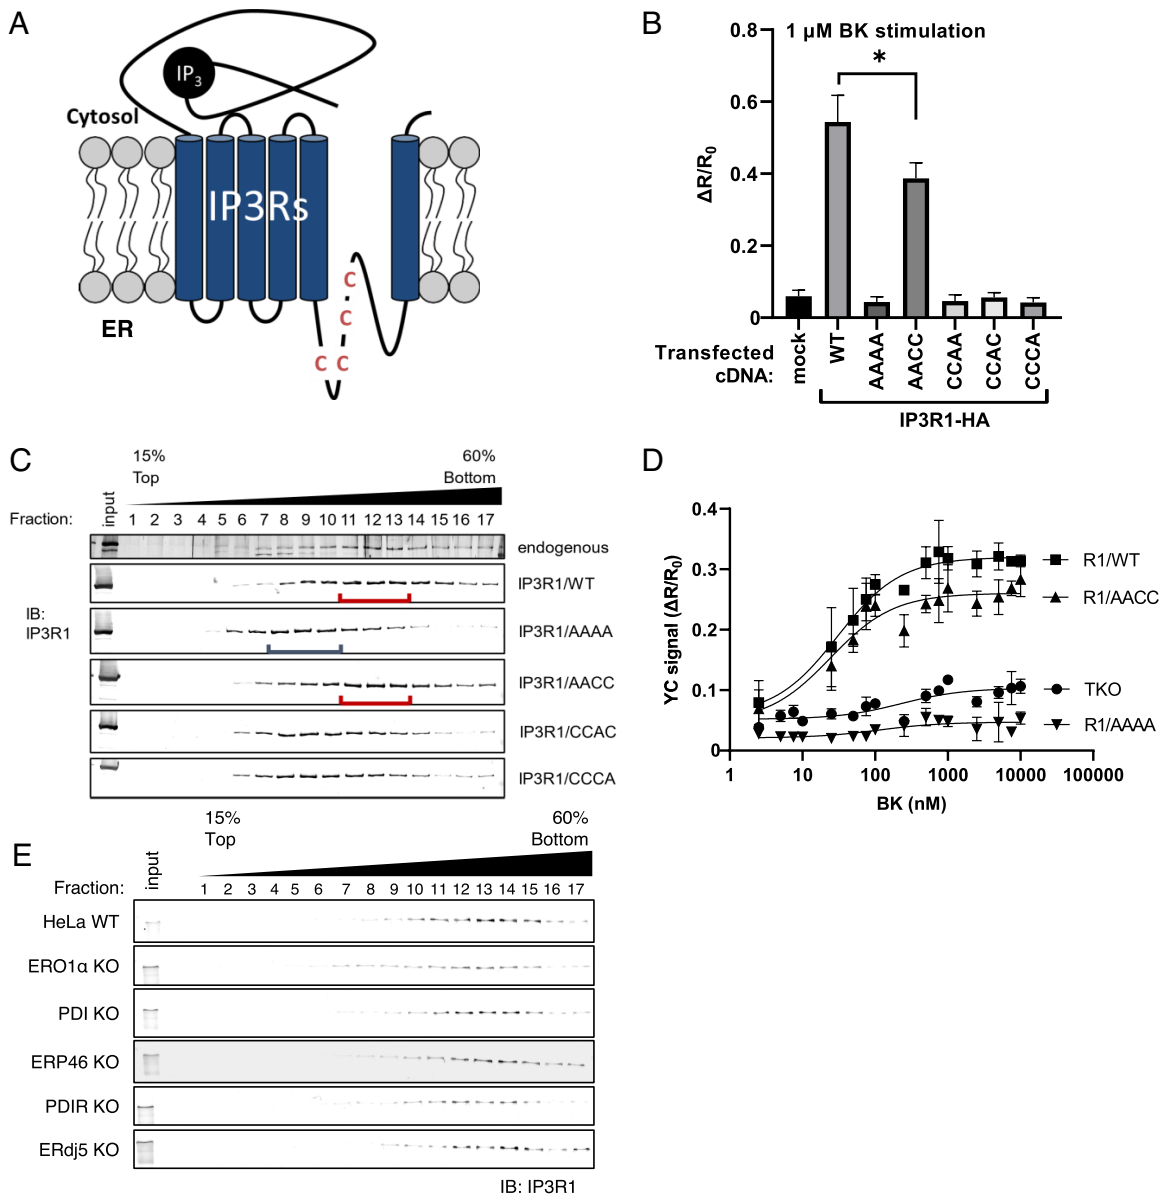 A
IP3
Cytosol
IP3Rs
C
C
C C
ER
B
1 μM BK stimulation
*
0.8
0.6
0.4
0.2
0
ΔR/R0
Transfected
cDNA:
mock
WT
AAAA
AACC
CCAA
CCAC
CCCA
IP3R1-HA
C
15%
Top
60%
Bottom
Fraction:
input
1 2 3 4 5 6 7 8 9 10 11 12 13 14 15 16 17
IB:
IP3R1
endogenous
IP3R1/WT
IP3R1/AAAA
IP3R1/AACC
IP3R1/CCAC
IP3R1/CCCA
D
0.4
0.3
0.2
0.1
0
YC signal (ΔR/R0)
1 10 100 1000 10000 100000
BK (nM)
R1/WT
R1/AACC
TKO
R1/AAAA
E
15%
Top
60%
Bottom
Fraction:
input
1 2 3 4 5 6 7 8 9 10 11 12 13 14 15 16 17
HeLa WT
ERO1α KO
PDI KO
ERP46 KO
PDIR KO
ERdj5 KO
IB: IP3R1